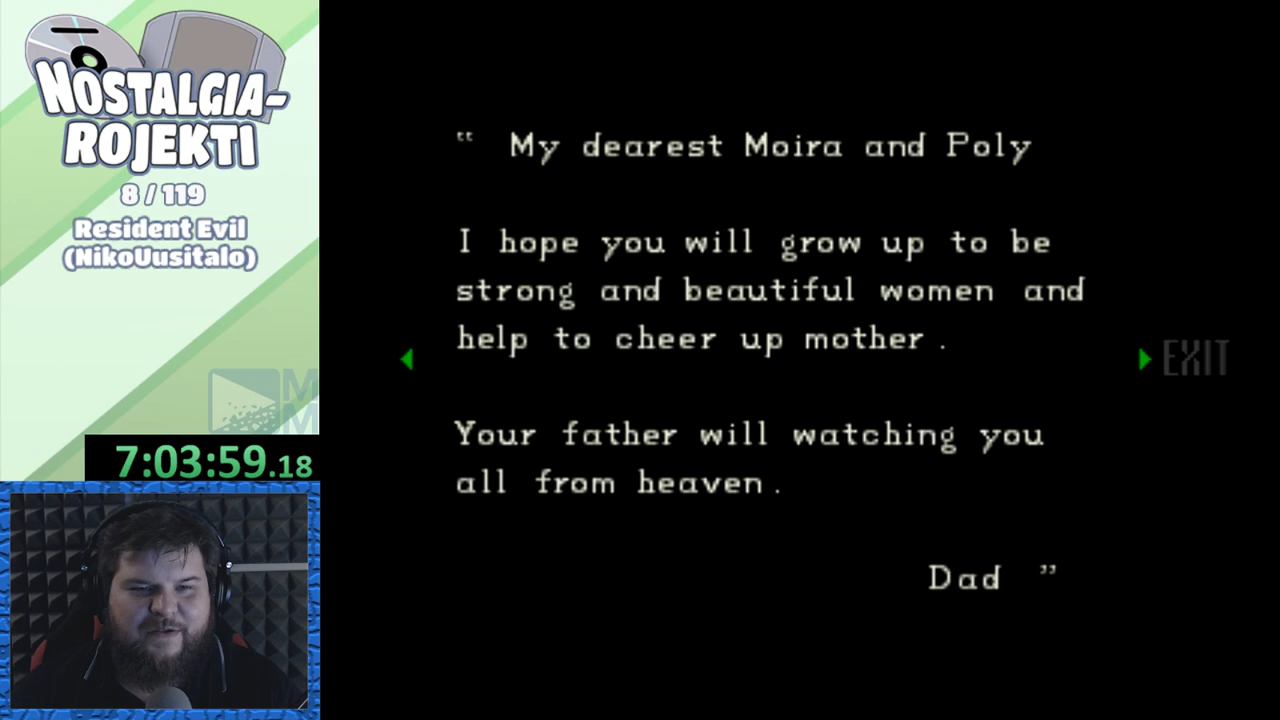 NOSTALGIA-
ROJEKTI
8/119
Resident Evil
(NikoUusitalo)
7:03:59.18
" My dearest Moira and Poly
I hope you will grow up to be
strong and beautiful women and
help to cheer up mother.
Your father will watching you
all from heaven.
Dad "
EXIT